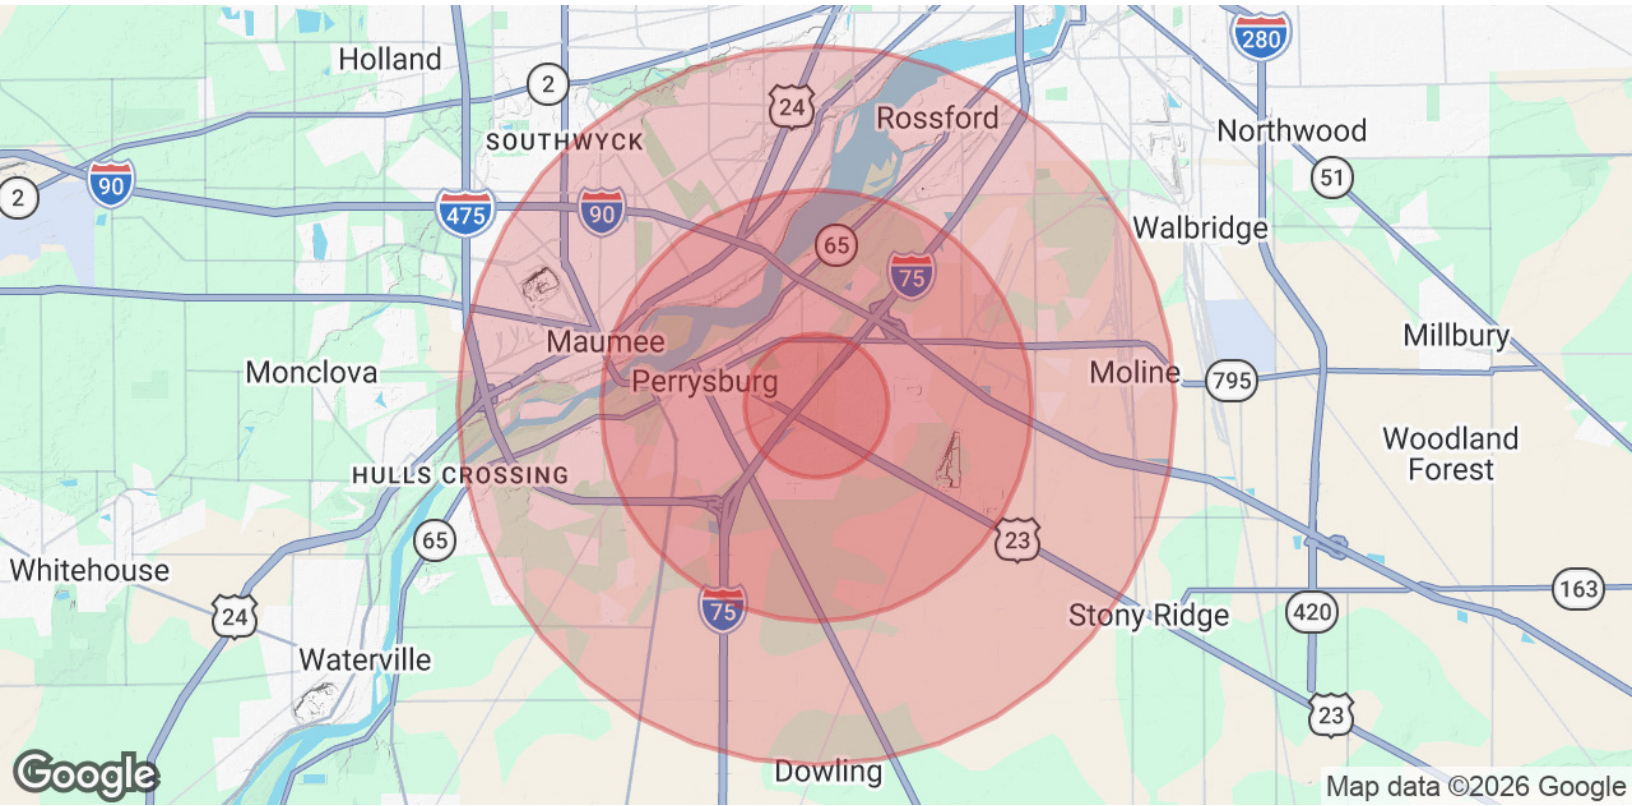 280
Holland
2
24
Rossford
Northwood
SOUTHWYCK
90
2
475
90
51
Walbridge
65
75
Maumee
Millbury
Monclova
Perrysburg
Moline
795
Woodland
Forest
HULLS CROSSING
65
23
Whitehouse
163
24
75
Stony Ridge
420
Waterville
23
Dowling
Google
Map data ©2026 Google